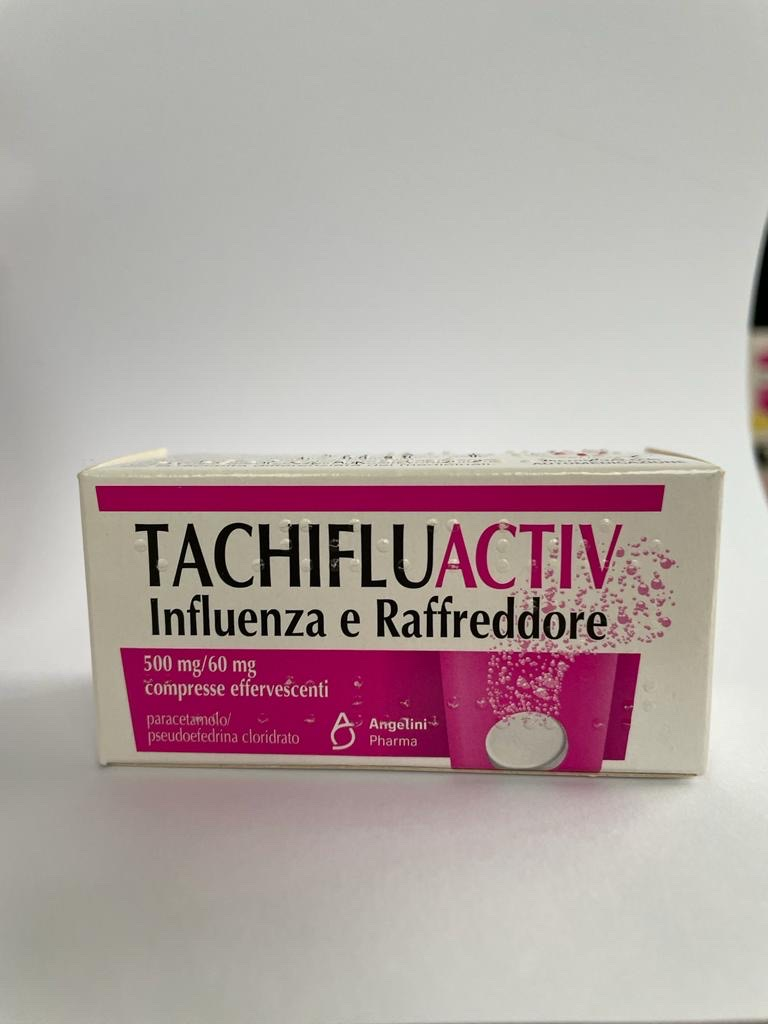 TACHIFLUACTIV
Influenza e Raffreddore
500 mg/60 mg
compresse effervescenti
paracetamolo/
pseudoefedrina cloridrato
Angelini
Pharma